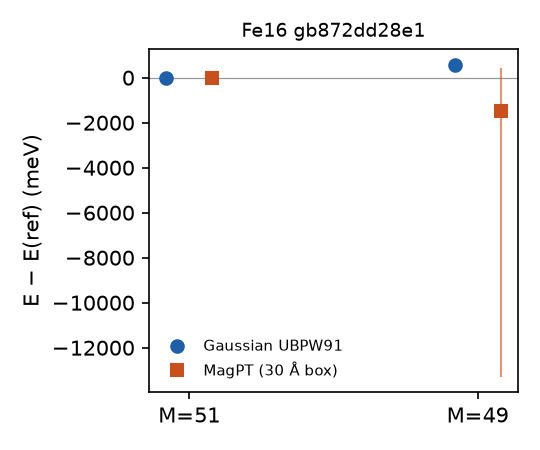 Fe16 gb872dd28e1
E − E(ref) (meV)
0
−2000
−4000
−6000
−8000
−10000
−12000
Gaussian UBPW91
MagPT (30 Å box)
M=51
M=49